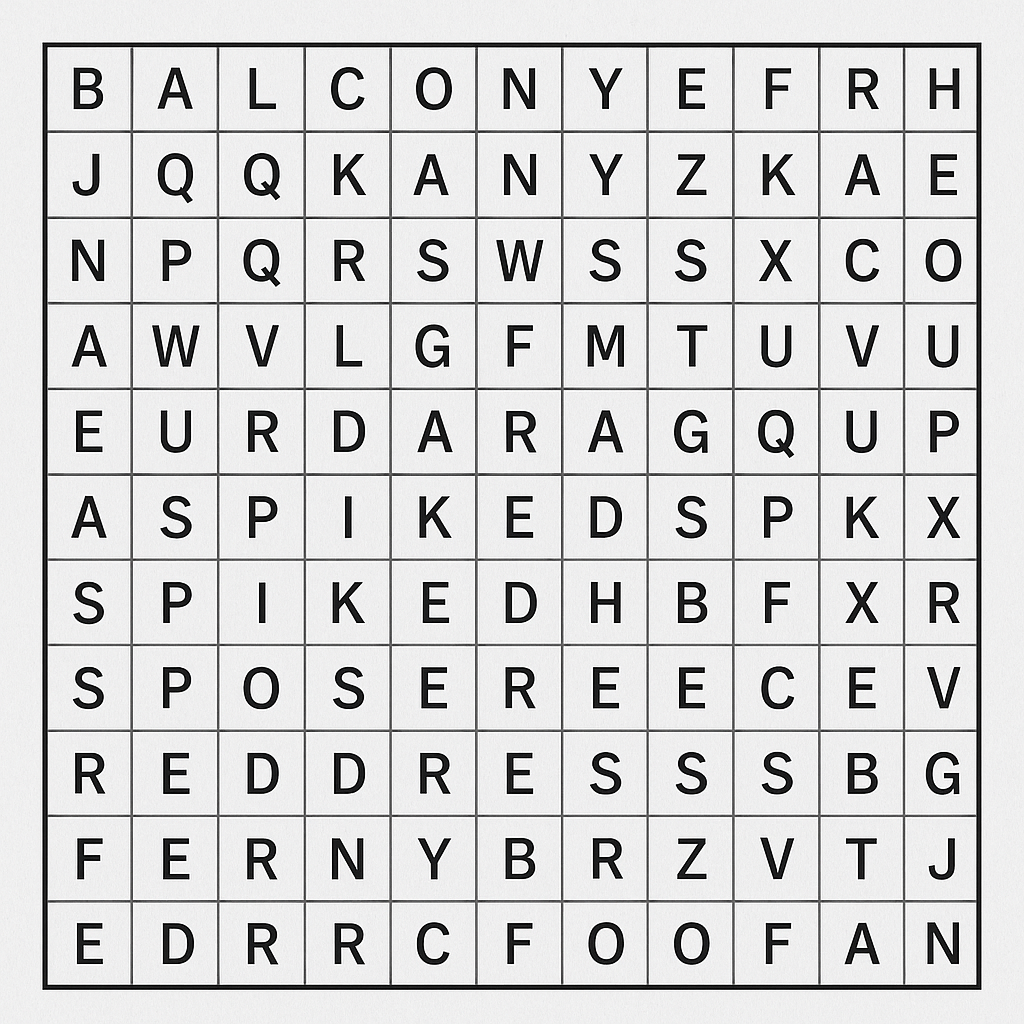 B A L C O N Y E F R H
J Q Q K A N Y Z K A E
N P Q R S W S S X C O
A W V L G F M T U V U
E U R D A R A G Q U P
A S P I K E D S P K X
S P I K E D H B F X R
S P O S E R E E C E V
R E D D R E S S S B G
F E R N Y B R Z V T J
E D R R C F O O F A N